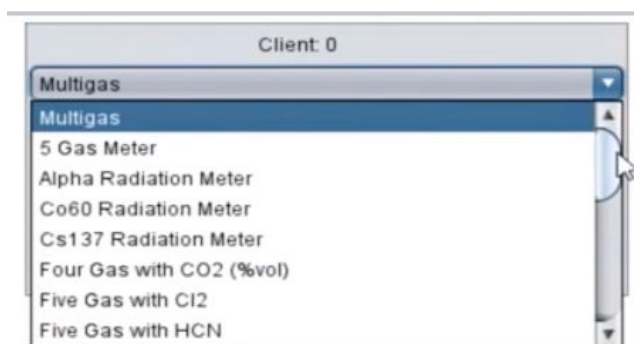 Client: 0
Multigas
Multigas
5 Gas Meter
Alpha Radiation Meter
Co60 Radiation Meter
Cs137 Radiation Meter
Four Gas with CO2 (%vol)
Five Gas with Cl2
Five Gas with HCN